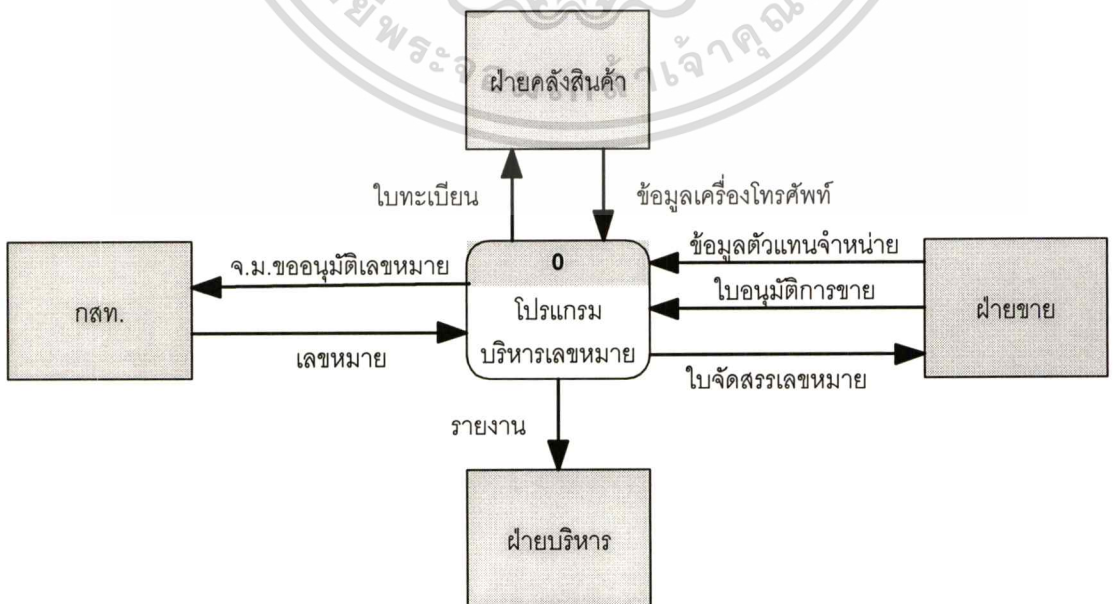 ฝ่ายคลังสินค้า
ใบทะเบียน
ข้อมูลเครื่องโทรศัพท์
กสท.
จ.ม.ขออนุมัติเลขหมาย
เลขหมาย
0
โปรแกรม
บริหารเลขหมาย
ข้อมูลตัวแทนจำหน่าย
ใบอนุมัติการขาย
ใบจัดสรรเลขหมาย
ฝ่ายขาย
รายงาน
ฝ่ายบริหาร